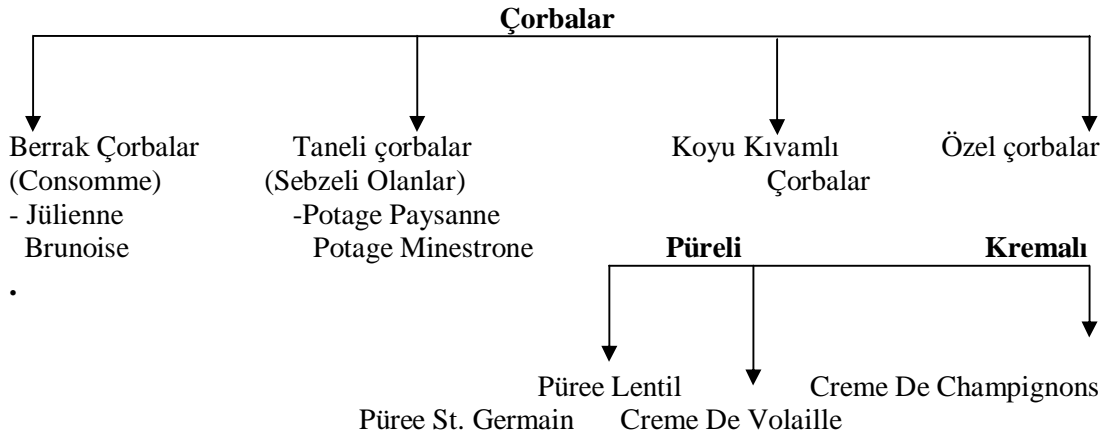 Çorbalar
Berrak Çorbalar Taneli çorbalar Koyu Kıvamlı Özel çorbalar
(Consomme) (Sebzeli Olanlar) Çorbalar
- Jülienne -Potage Paysanne
Brunoise Potage Minestrone Püreli Kremalı
.
Püree Lentil Creme De Champignons
Püree St. Germain Creme De Volaille